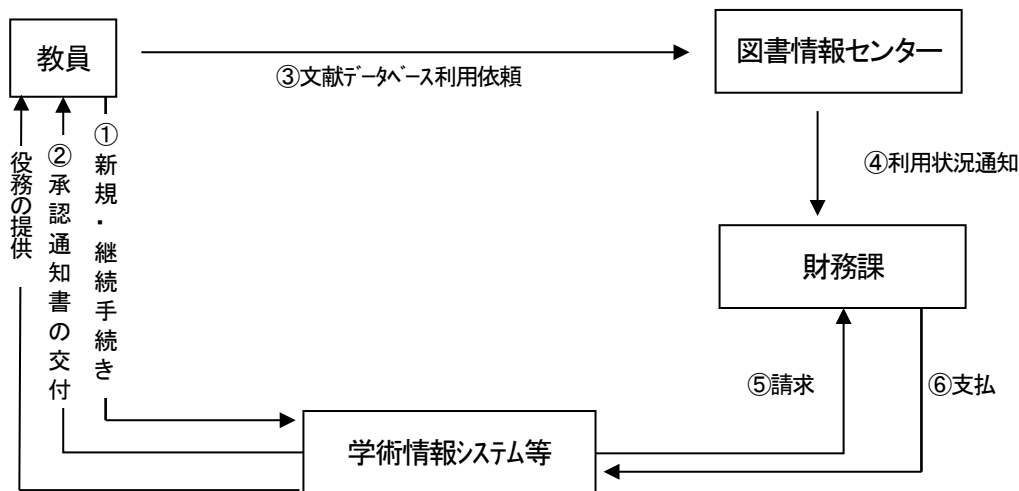 教員
図書情報センター
③文献ﾃﾞｰﾀﾍﾞｰｽ利用依頼
①新規・継続手続き
②承認通知書の交付
役務の提供
④利用状況通知
財務課
⑤請求
⑥支払
学術情報ｼｽﾃﾑ等